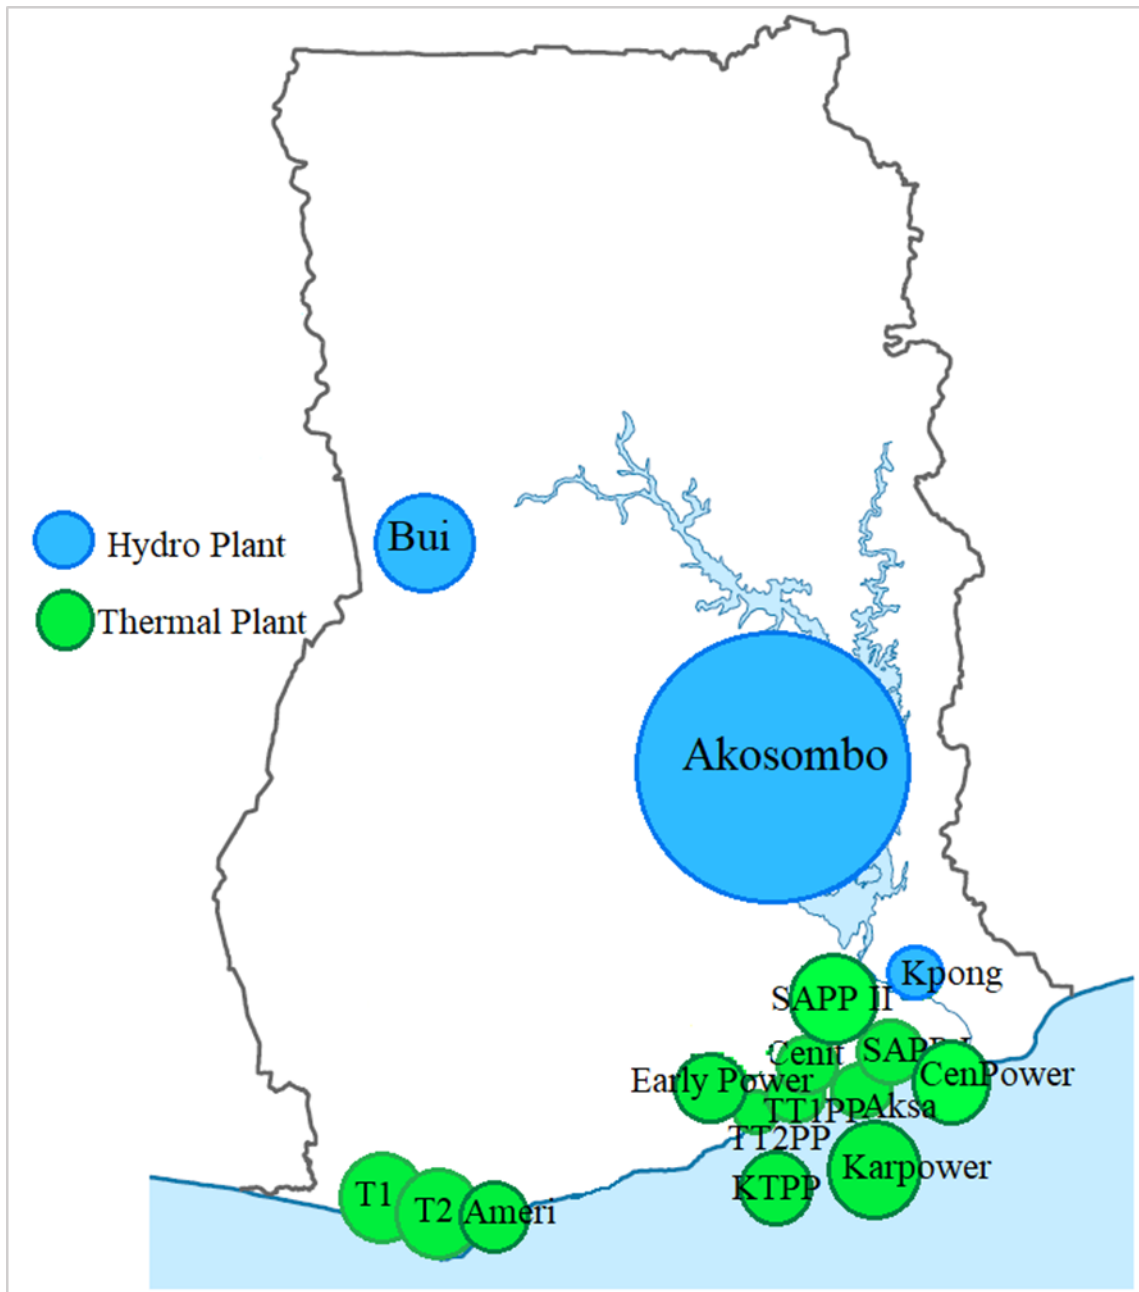 Bui
Hydro Plant
Thermal Plant
Akosombo
Kpong
SAPP II
Cenit
SAPP I
CenPower
Early Power
TT1PP
Aksa
TT2PP
Karpower
KTPP
T1
T2
Ameri